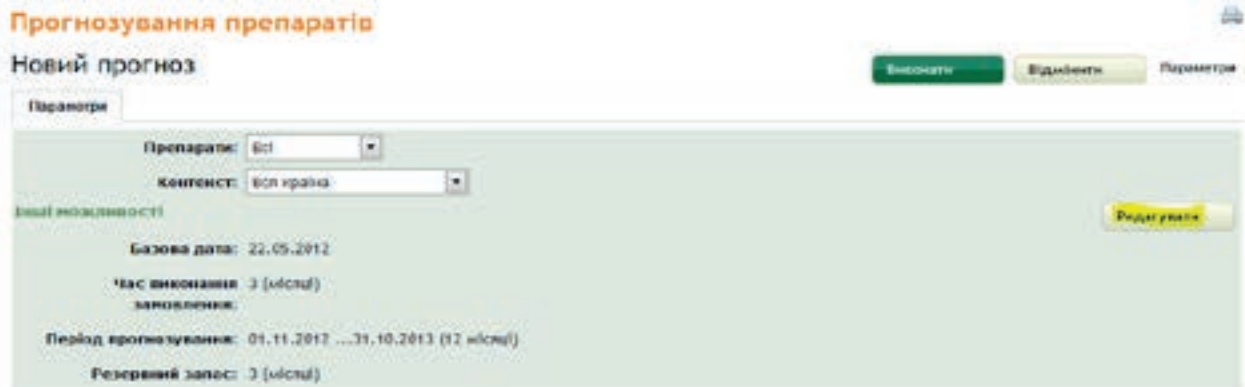 Прогнозування препаратів
Новий прогноз
Виконати Відмінити Параметри
Параметри
Препарати: Всі
Контекст: Вся країна
Інші можливості
Редагувати
Базова дата: 22.05.2012
Час виконання 3 (місяці)
замовлення:
Період прогнозування: 01.11.2012 ...31.10.2013 (12 місяці)
Резервний запас: 3 (місяці)